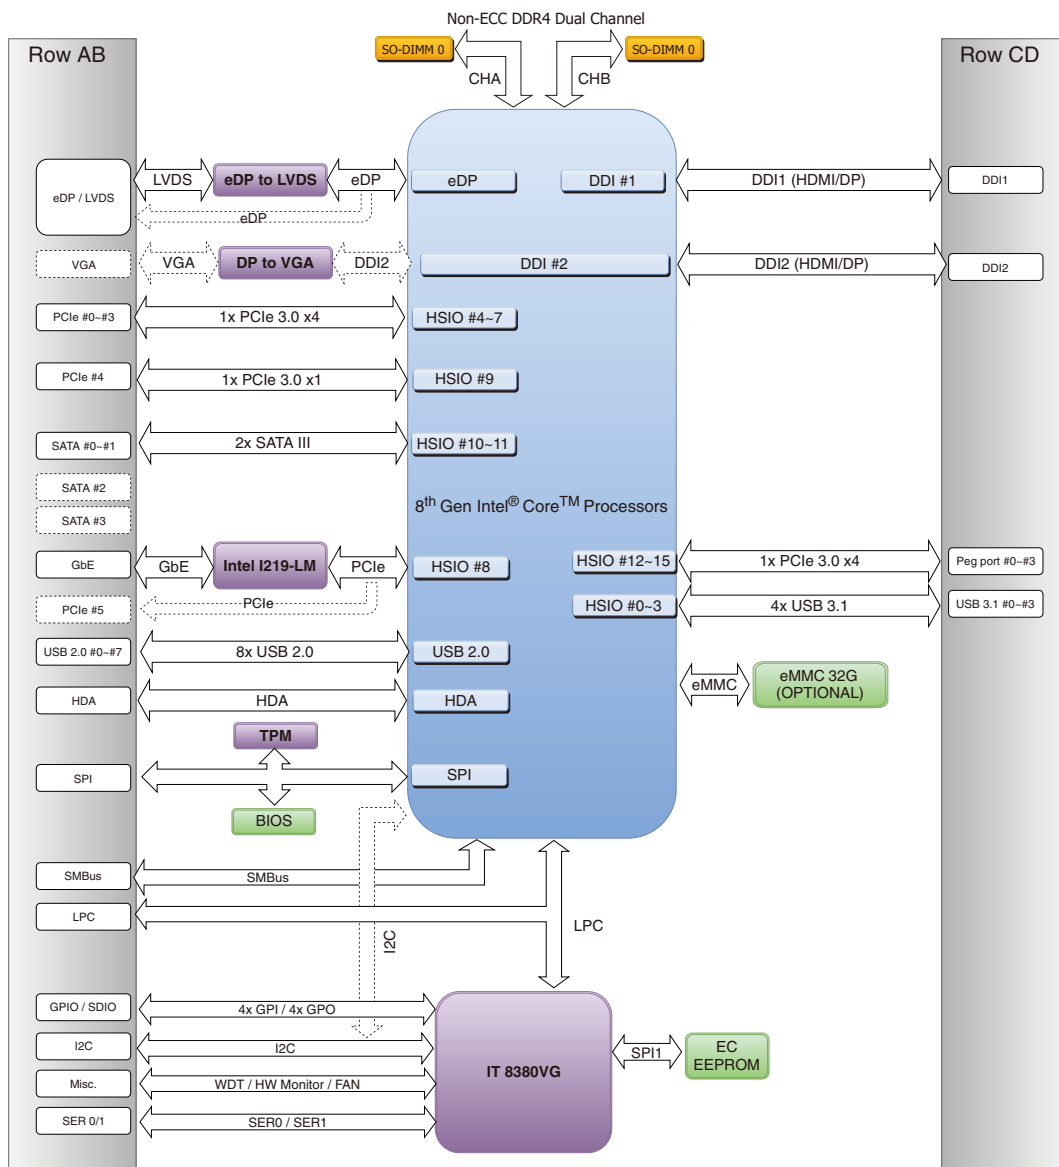 Non-ECC DDR4 Dual Channel
Row AB
SO-DIMM 0
SO-DIMM 0
Row CD
CHA
CHB
eDP / LVDS
LVDS
eDP to LVDS
eDP
eDP
DDI #1
DDI1 (HDMI/DP)
DDI1
eDP
VGA
VGA
DP to VGA
DDI2
DDI #2
DDI2 (HDMI/DP)
DDI2
PCIe #0~#3
1x PCIe 3.0 x4
HSIO #4~7
PCIe #4
1x PCIe 3.0 x1
HSIO #9
SATA #0~#1
2x SATA III
HSIO #10~11
SATA #2
SATA #3
8th Gen Intel® Core™ Processors
GbE
GbE
Intel I219-LM
PCIe
HSIO #8
HSIO #12~15
1x PCIe 3.0 x4
Peg port #0~#3
PCIe #5
PCIe
HSIO #0~3
4x USB 3.1
USB 3.1 #0~#3
USB 2.0 #0~#7
8x USB 2.0
USB 2.0
HDA
HDA
HDA
eMMC
eMMC 32G
(OPTIONAL)
TPM
SPI
SPI
BIOS
SMBus
SMBus
LPC
LPC
I2C
GPIO / SDIO
4x GPI / 4x GPO
I2C
I2C
IT 8380VG
SPI1
EC
EEPROM
Misc.
WDT / HW Monitor / FAN
SER 0/1
SER0 / SER1